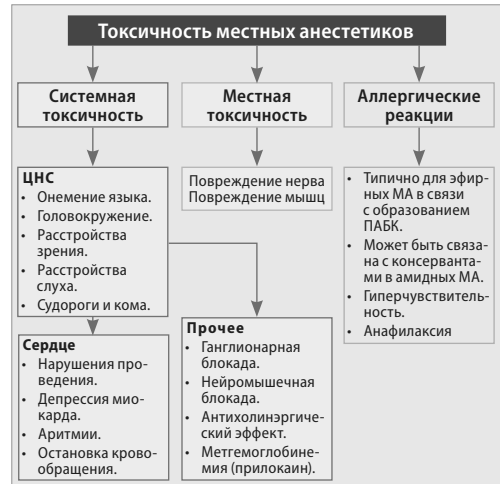 Токсичность местных анестетиков
Системная
токсичность
Местная
токсичность
Аллергические
реакции
ЦНС
• Онемение языка.
• Головокружение.
• Расстройства
зрения.
• Расстройства
слуха.
• Судороги и кома.
Повреждение нерва
Повреждение мышц
• Типично для эфир-
ных МА в связи
с образованием
ПАБК.
• Может быть связа-
на с консерванта-
ми в амидных МА.
• Гиперчувствитель-
ность.
• Анафилаксия
Сердце
• Нарушения про-
ведения.
• Депрессия мио-
карда.
• Аритмии.
• Остановка крово-
обращения.
Прочее
• Ганглионарная
блокада.
• Нейромышечная
блокада.
• Антихолинэргиче-
ский эффект.
• Метгемоглобине-
мия (прилокаин).